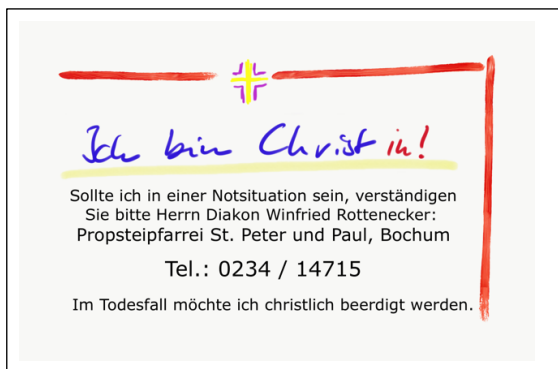 Ich bin Christ in!
Sollte ich in einer Notsituation sein, verständigen
Sie bitte Herrn Diakon Winfried Rottenecker:
Propsteipfarrei St. Peter und Paul, Bochum
Tel.: 0234 / 14715
Im Todesfall möchte ich christlich beerdigt werden.